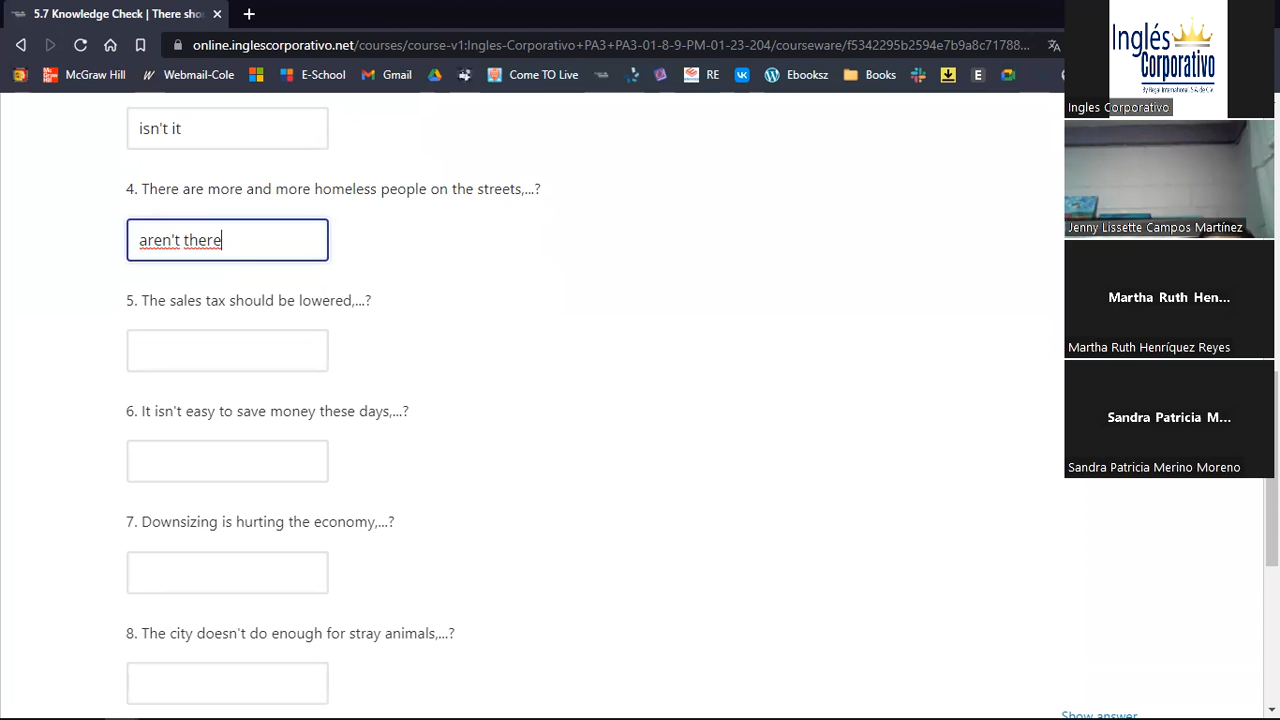 5.7 Knowledge Check | There sho
online.inglescorporativo.net/courses/course-v1:Ingles-Corporativo+PA3+PA3-01-8-9-PM-01-23-204/courseware/f5342295b2594e7b9a8c71788...
McGraw Hill
Webmail-Cole
E-School
Gmail
Come TO Live
RE
Ebooksz
Books
Inglés
Corporativo
Ingles Corporativo
isn't it
4. There are more and more homeless people on the streets,...?
aren't there
Jenny Lissette Campos Martínez
5. The sales tax should be lowered,...?
Martha Ruth Hen...
Martha Ruth Henríquez Reyes
6. It isn't easy to save money these days,...?
Sandra Patricia M...
Sandra Patricia Merino Moreno
7. Downsizing is hurting the economy,...?
8. The city doesn't do enough for stray animals,...?
Show answer